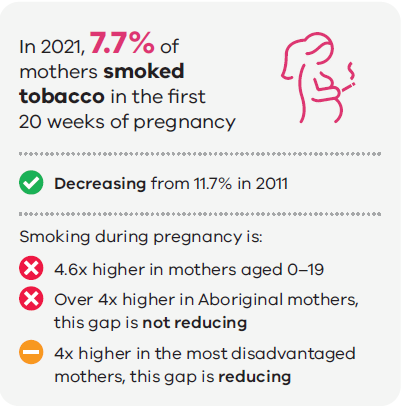 In 2021, 7.7% of
mothers smoked
tobacco in the first
20 weeks of pregnancy
Decreasing from 11.7% in 2011
Smoking during pregnancy is:
4.6x higher in mothers aged 0–19
Over 4x higher in Aboriginal mothers,
this gap is not reducing
4x higher in the most disadvantaged
mothers, this gap is reducing